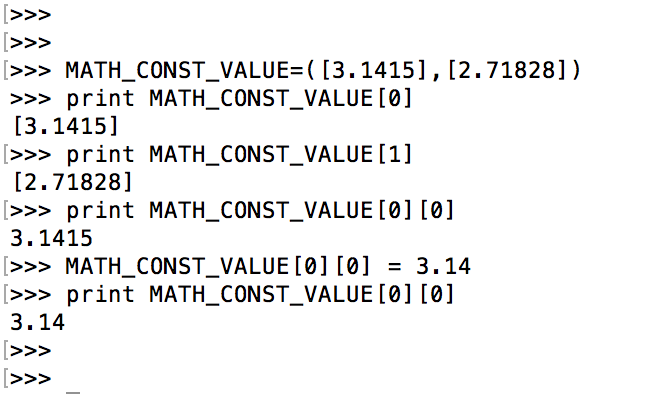 [>>>
[>>>
[>>> MATH_CONST_VALUE=([3.1415],[2.71828])
>>> print MATH_CONST_VALUE[0]
[3.1415]
[>>> print MATH_CONST_VALUE[1]
[2.71828]
[>>> print MATH_CONST_VALUE[0][0]
3.1415
[>>> MATH_CONST_VALUE[0][0] = 3.14
[>>> print MATH_CONST_VALUE[0][0]
3.14
[>>>
[>>> _